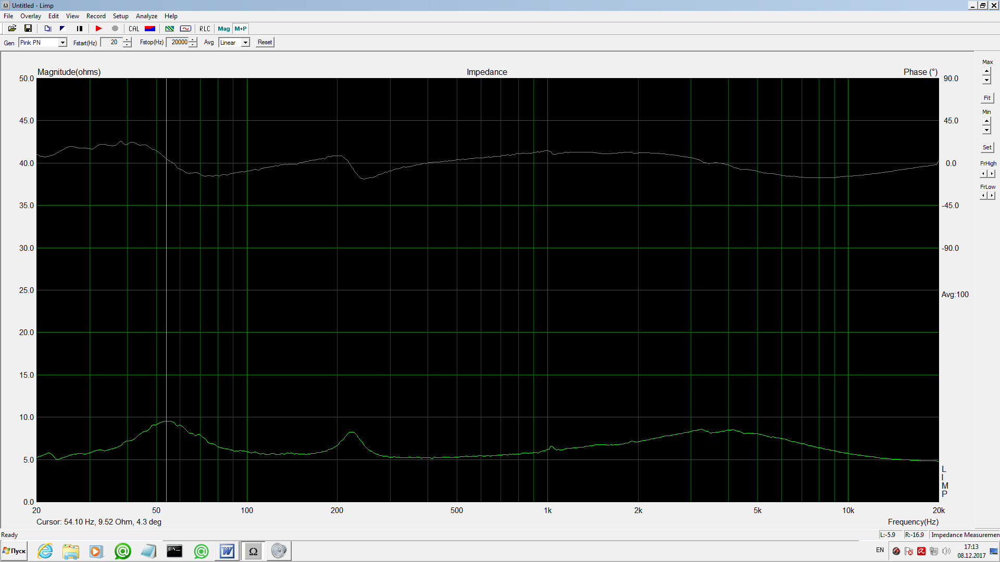 Untitled - Limp
File Overlay Edit View Record Setup Analyze Help
CAL RLC Mag M+P
Gen Pink PN Fstart(Hz) 20 Fstop(Hz) 20000 Avg Linear Reset
Magnitude(ohms) Impedance Phase (°)
50.0 90.0
45.0 45.0
40.0 0.0
35.0 -45.0
30.0 -90.0
25.0
Avg:100
20.0
15.0
10.0
5.0
0.0
L
I
M
P
20 50 100 200 500 1k 2k 5k 10k 20k
Cursor: 54.10 Hz, 9.52 Ohm, 4.3 deg Frequency(Hz)
Max
Fit
Min
Set
FrHigh
FrLow
Ready L:-5.9 R:-16.9 Impedance Measuremen
Пуск C:\ W Ω EN 17:13
08.12.2017